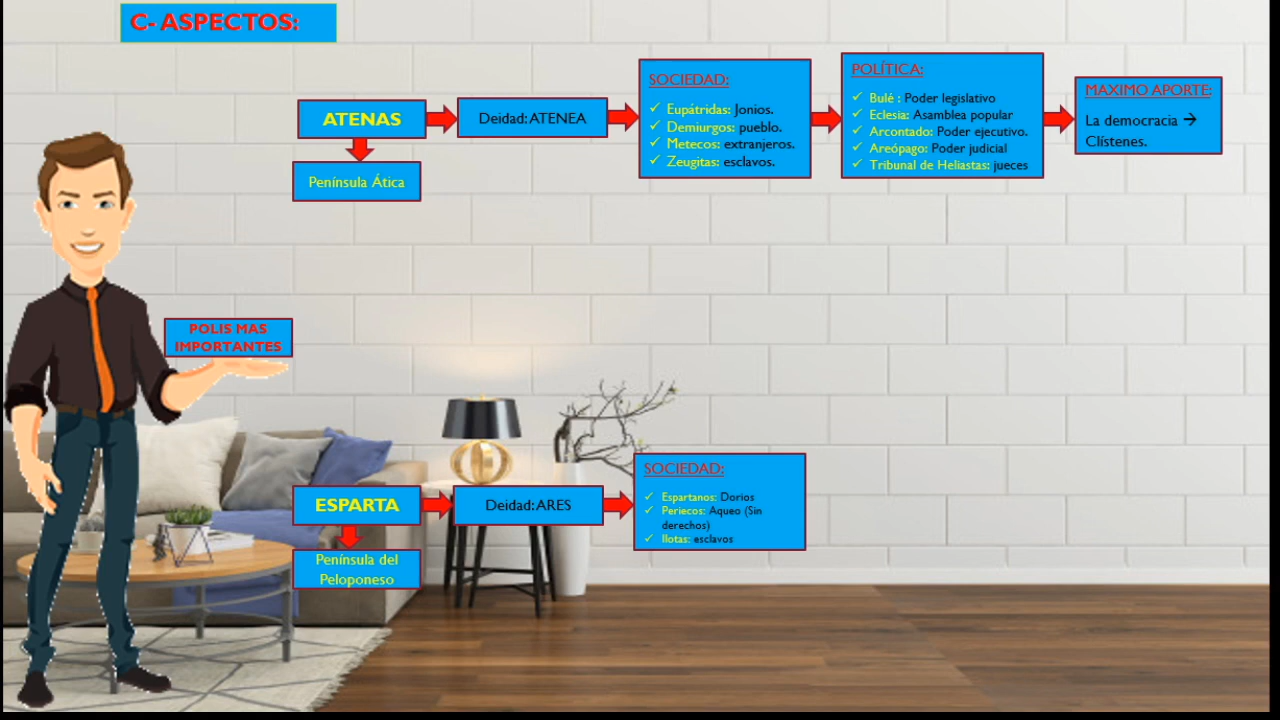 C- ASPECTOS:
ATENAS
Península Ática
Deidad: ATENEA
SOCIEDAD:
✓ Eupátridas: Jonios.
✓ Demiurgos: pueblo.
✓ Metecos: extranjeros.
✓ Zeugitas: esclavos.
POLÍTICA:
✓ Bulé : Poder legislativo
✓ Eclesia: Asamblea popular
✓ Arcontado: Poder ejecutivo.
✓ Areópago: Poder judicial
✓ Tribunal de Heliastas: jueces
MAXIMO APORTE:
La democracia →
Clístenes.
POLIS MAS
IMPORTANTES
ESPARTA
Península del
Peloponeso
Deidad: ARES
SOCIEDAD:
✓ Espartanos: Dorios
✓ Periecos: Aqueo (Sin
derechos)
✓ Ilotas: esclavos